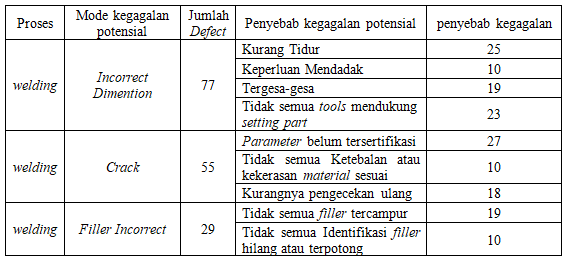 Proses Mode kegagalan potensial Jumlah Defect Penyebab kegagalan potensial penyebab kegagalan
welding Incorrect Dimention 77 Kurang Tidur 25
Keperluan Mendadak 10
Tergesa-gesa 19
Tidak semua tools mendukung
setting part 23
welding Crack 55 Parameter belum tersertifikasi 27
Tidak semua Ketebalan atau
kekerasan material sesuai 10
Kurangnya pengecekan ulang 18
welding Filler Incorrect 29 Tidak semua filler tercampur 19
Tidak semua Identifikasi filler
hilang atau terpotong 10